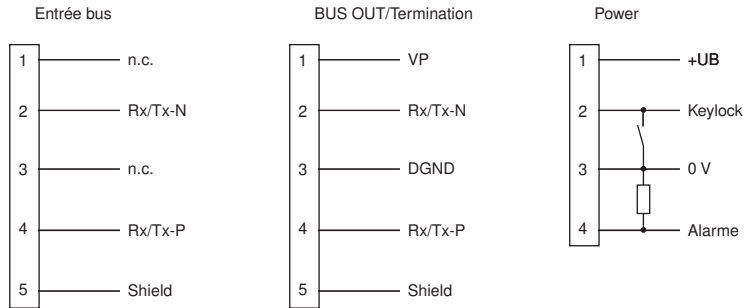 Entrée bus
1 n.c.
2 Rx/Tx-N
3 n.c.
4 Rx/Tx-P
5 Shield
BUS OUT/Termination
1 VP
2 Rx/Tx-N
3 DGND
4 Rx/Tx-P
5 Shield
Power
1 +UB
2 Keylock
3 0 V
4 Alarme